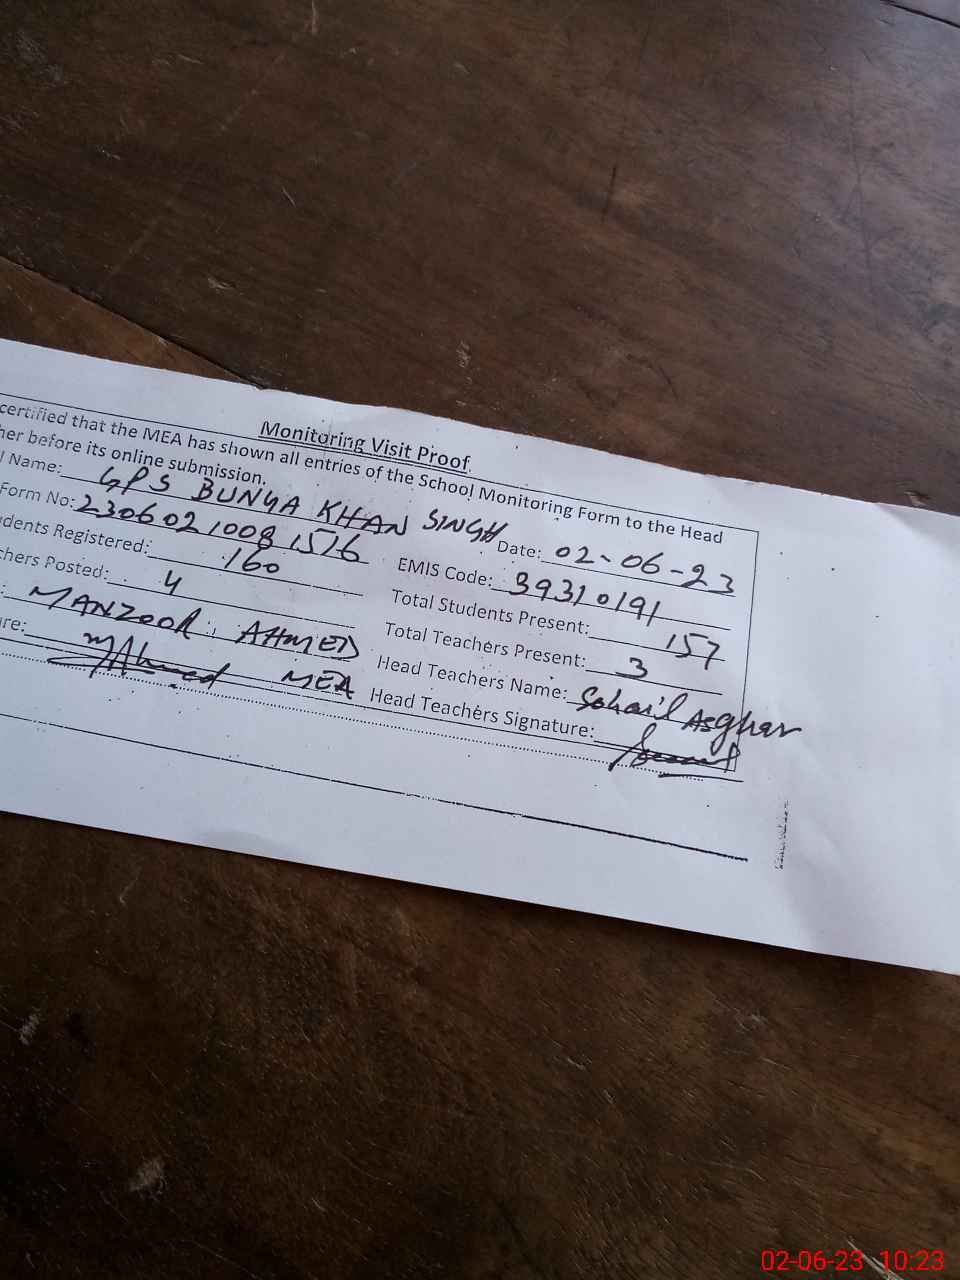 Monitoring Visit Proof
certified that the MEA has shown all entries of the School Monitoring Form to the Head
her before its online submission.
l Name: GPS BUNGA KHAN SINGH Date: 02-06-23
Form No: 2306021008 1516 EMIS Code: 39310191
dents Registered: 160 Total Students Present: 157
chers Posted: 4 Total Teachers Present: 3
: MANZOOR AHMED Head Teachers Name: Sohail Asghar
ure: MAhmed MEA Head Teachers Signature:
02-06-23 10:23